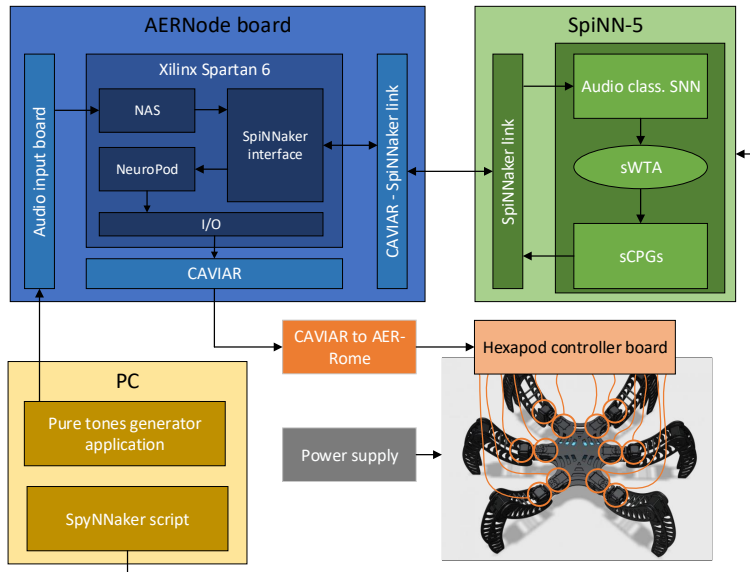 AERNode board
SpiNN-5
Xilinx Spartan 6
Audio input board
NAS
SpiNNaker
interface
NeuroPod
I/O
CAVIAR
CAVIAR - SpiNNaker link
SpiNNaker link
Audio class. SNN
sWTA
sCPGs
CAVIAR to AER-
Rome
Hexapod controller board
PC
Pure tones generator
application
SpyNNaker script
Power supply